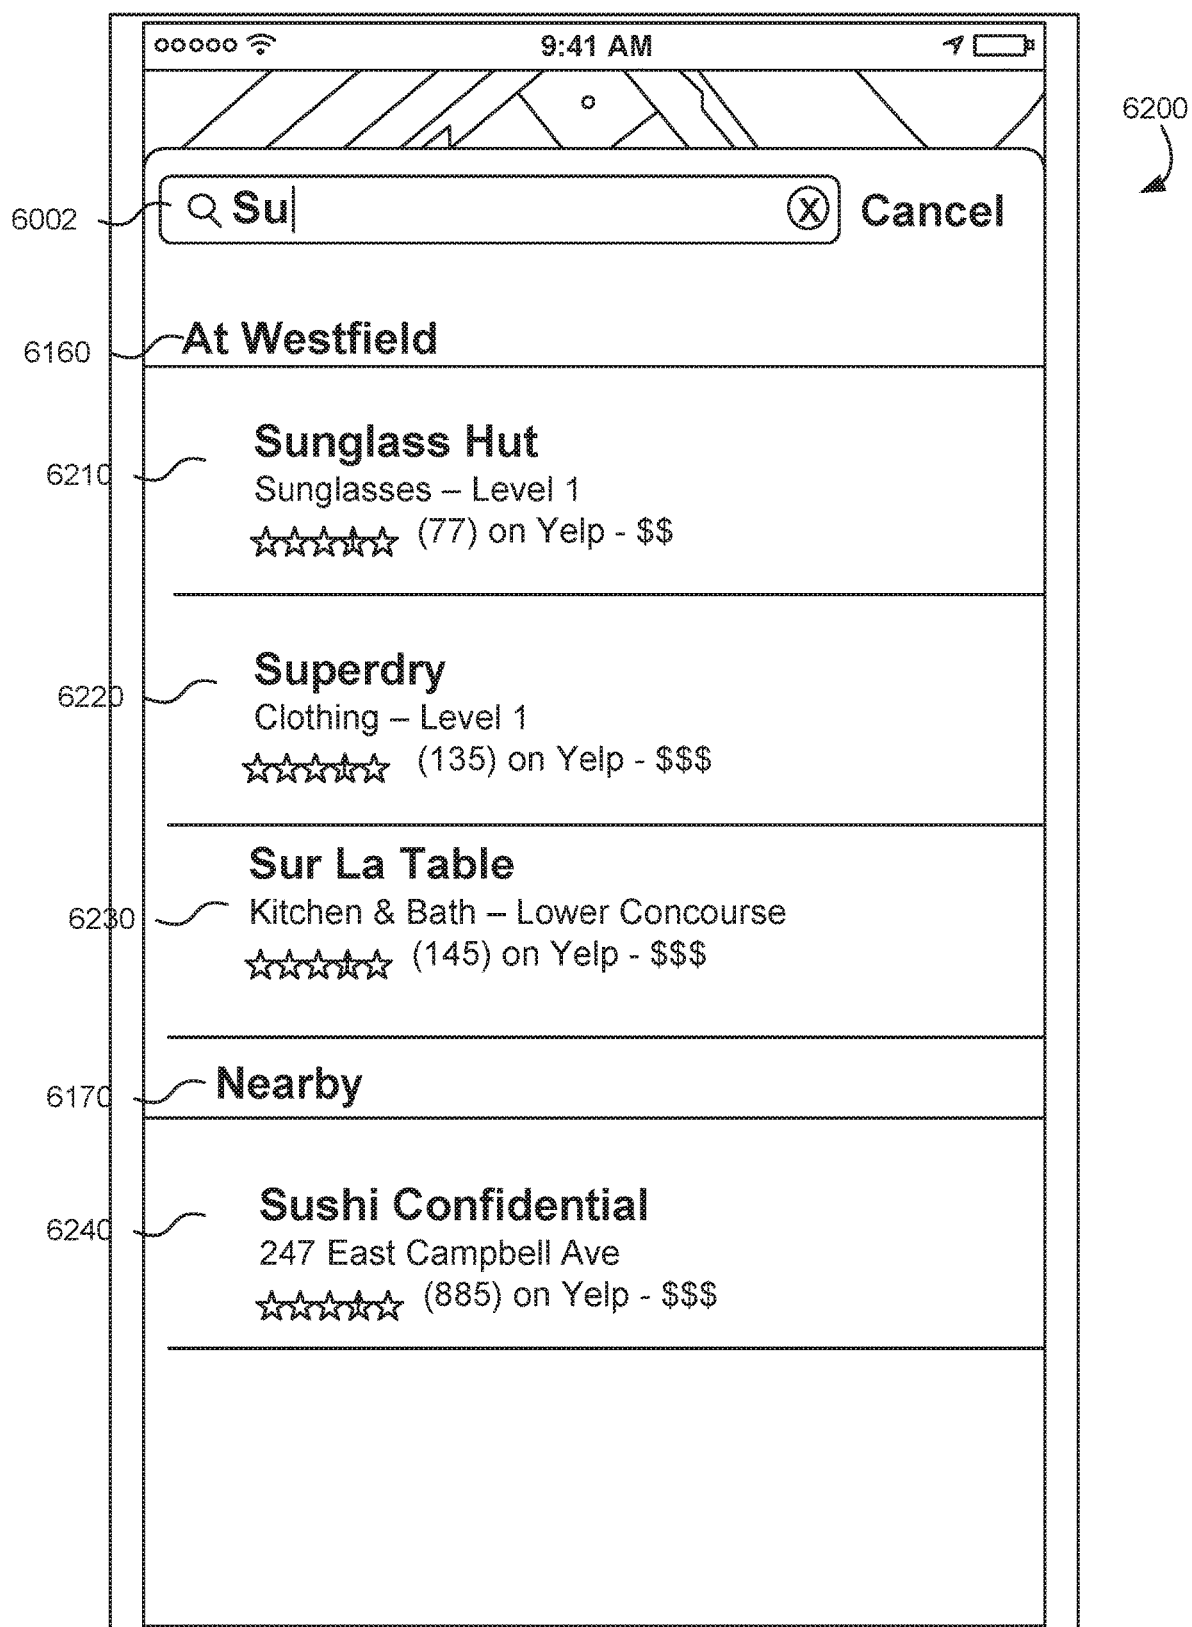 9:41 AM
6200
6002
Su
X
Cancel
6160
At Westfield
6210
Sunglass Hut
Sunglasses – Level 1
(77) on Yelp - $$
6220
Superdry
Clothing – Level 1
(135) on Yelp - $$$
6230
Sur La Table
Kitchen & Bath – Lower Concourse
(145) on Yelp - $$$
6170
Nearby
6240
Sushi Confidential
247 East Campbell Ave
(885) on Yelp - $$$